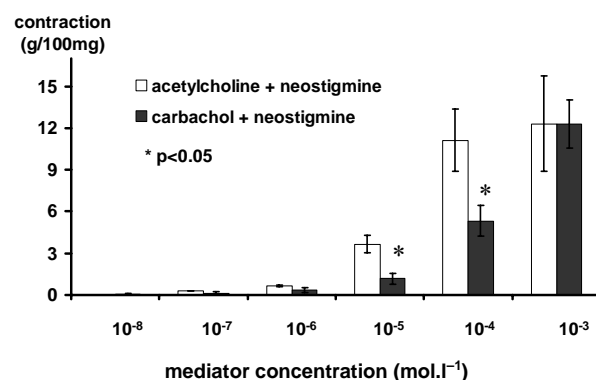 contraction
(g/100mg)
15
12
9
6
3
0
acetylcholine + neostigmine
carbachol + neostigmine
* p<0.05
*
*
10⁻⁸ 10⁻⁷ 10⁻⁶ 10⁻⁵ 10⁻⁴ 10⁻³
mediator concentration (mol.l⁻¹)